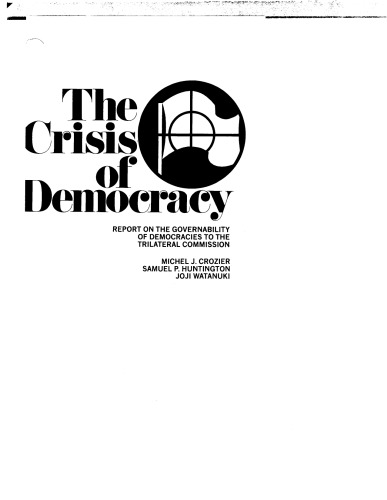 The
Crisis
of
Democracy
REPORT ON THE GOVERNABILITY
OF DEMOCRACIES TO THE
TRILATERAL COMMISSION
MICHEL J. CROZIER
SAMUEL P. HUNTINGTON
JOJI WATANUKI